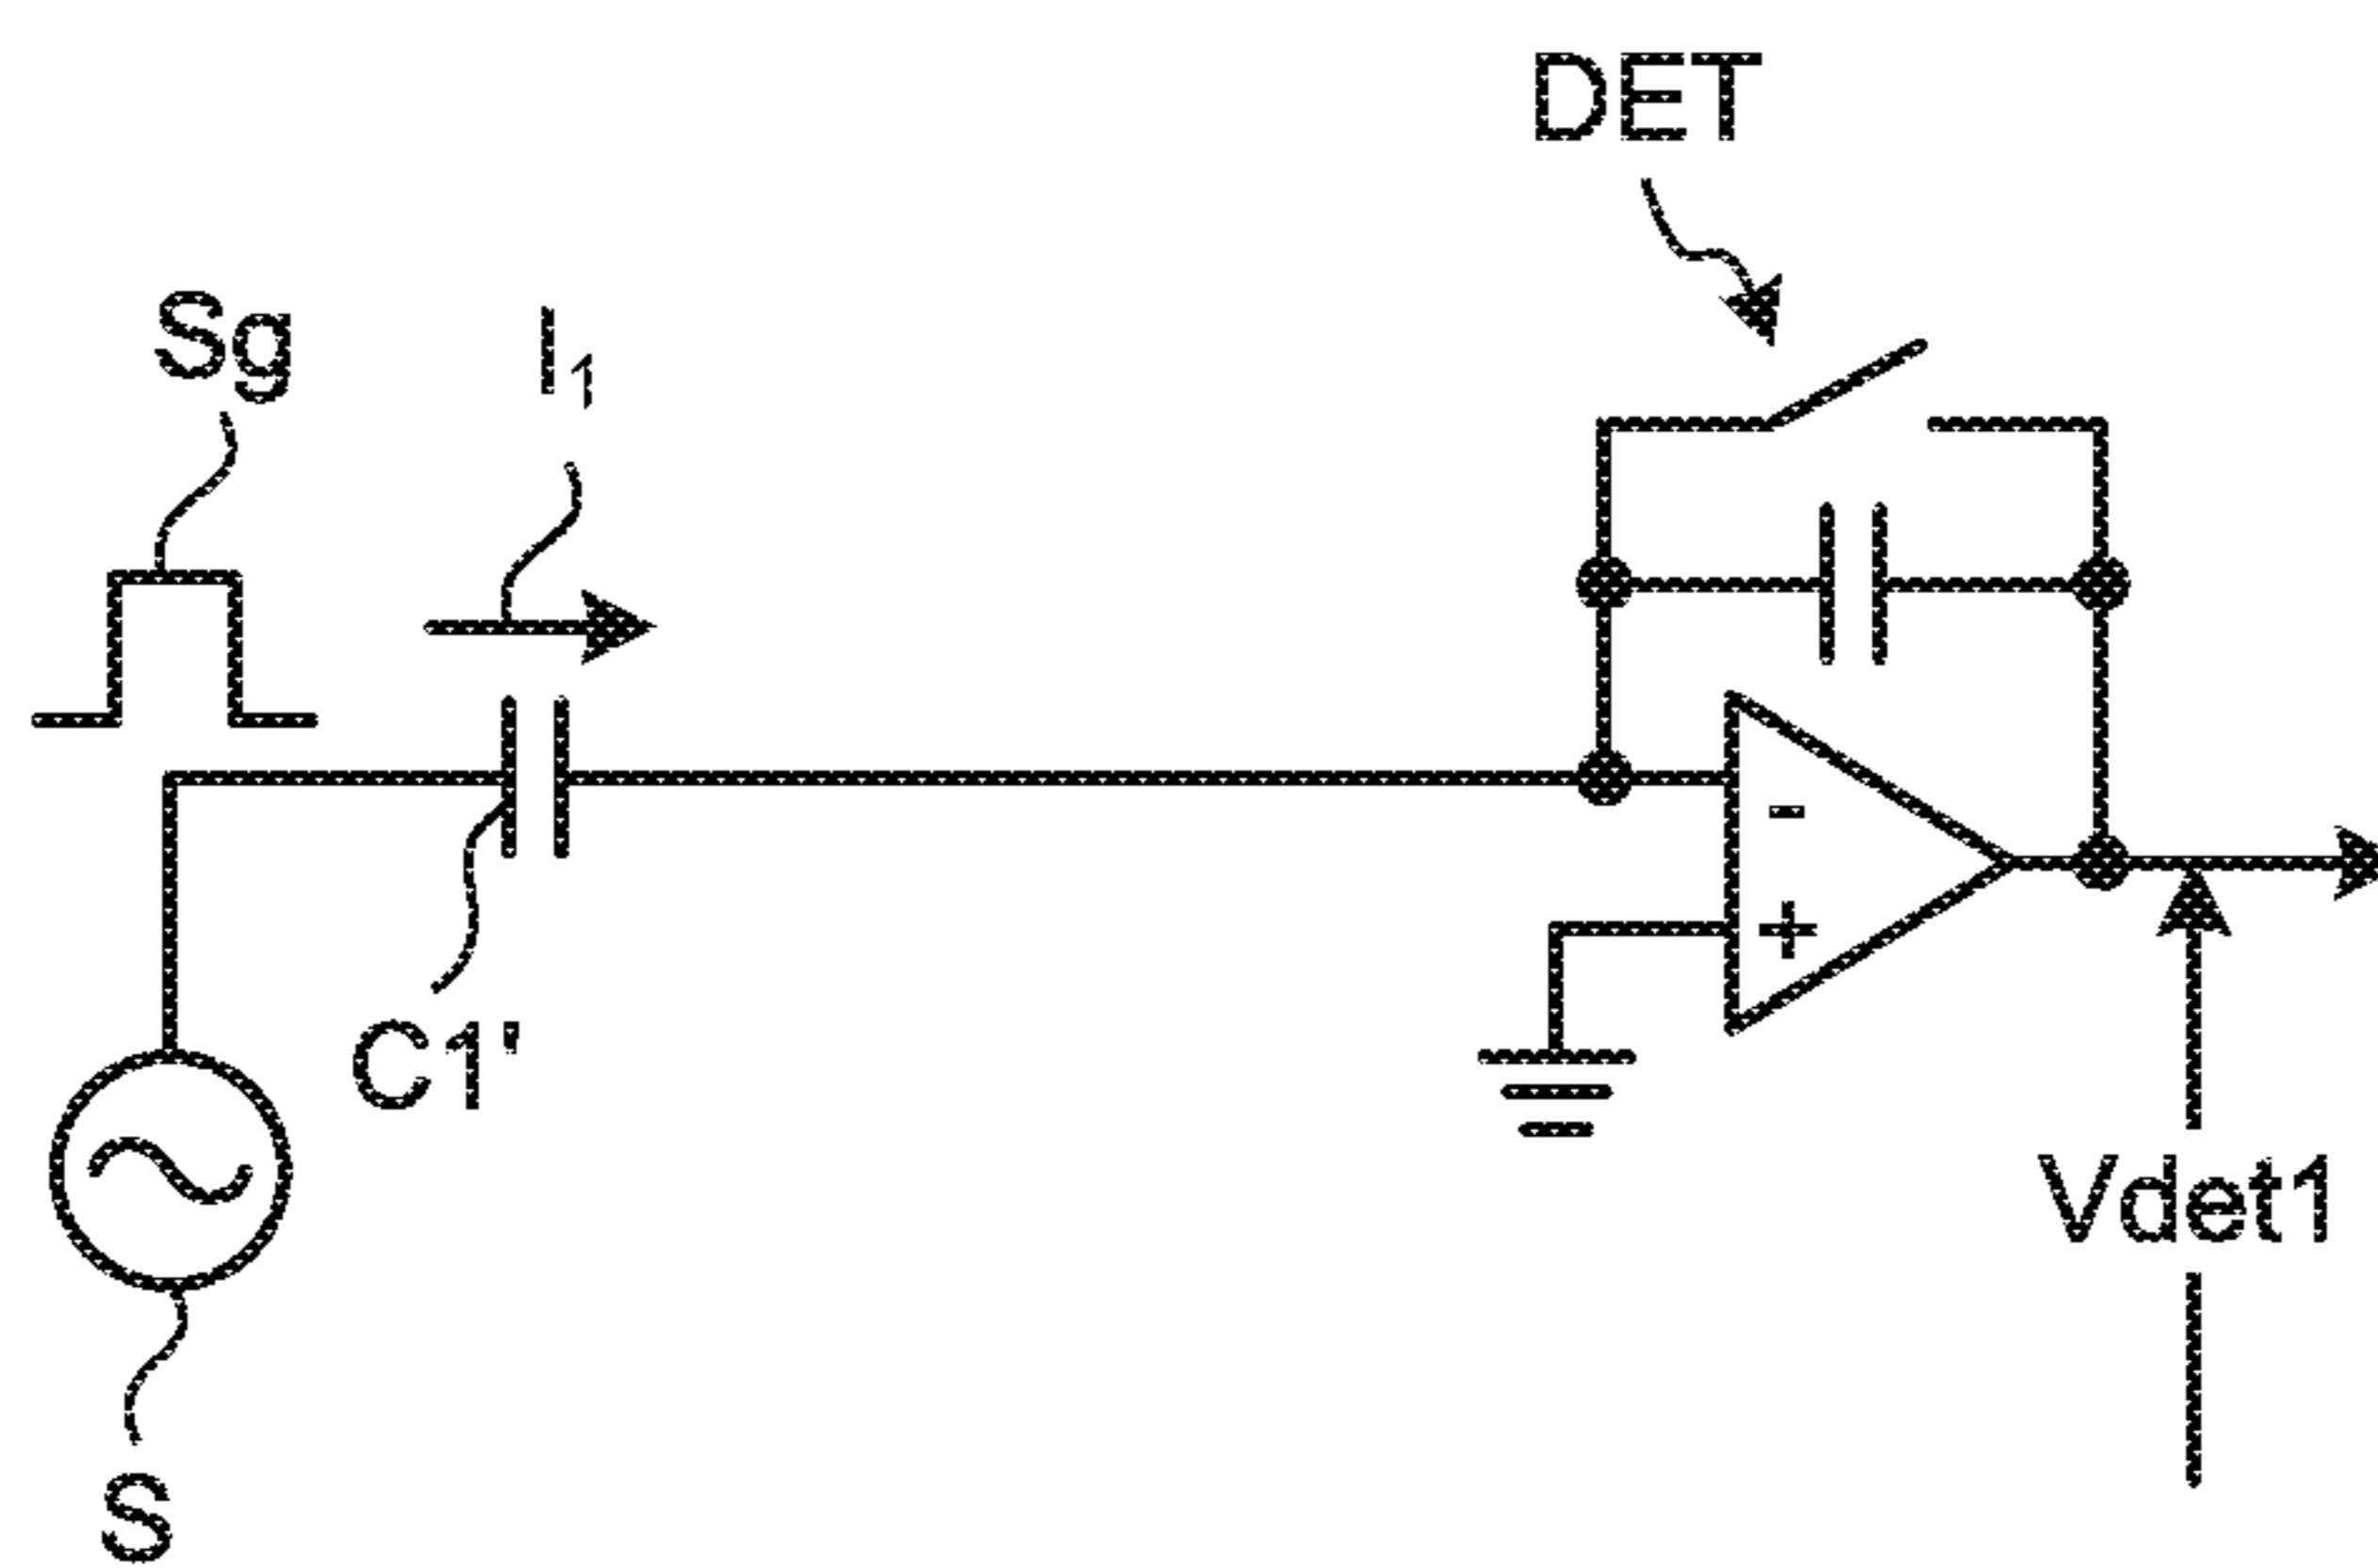 DET
Sg
I₁
-
+
C1'
Vdet1
S